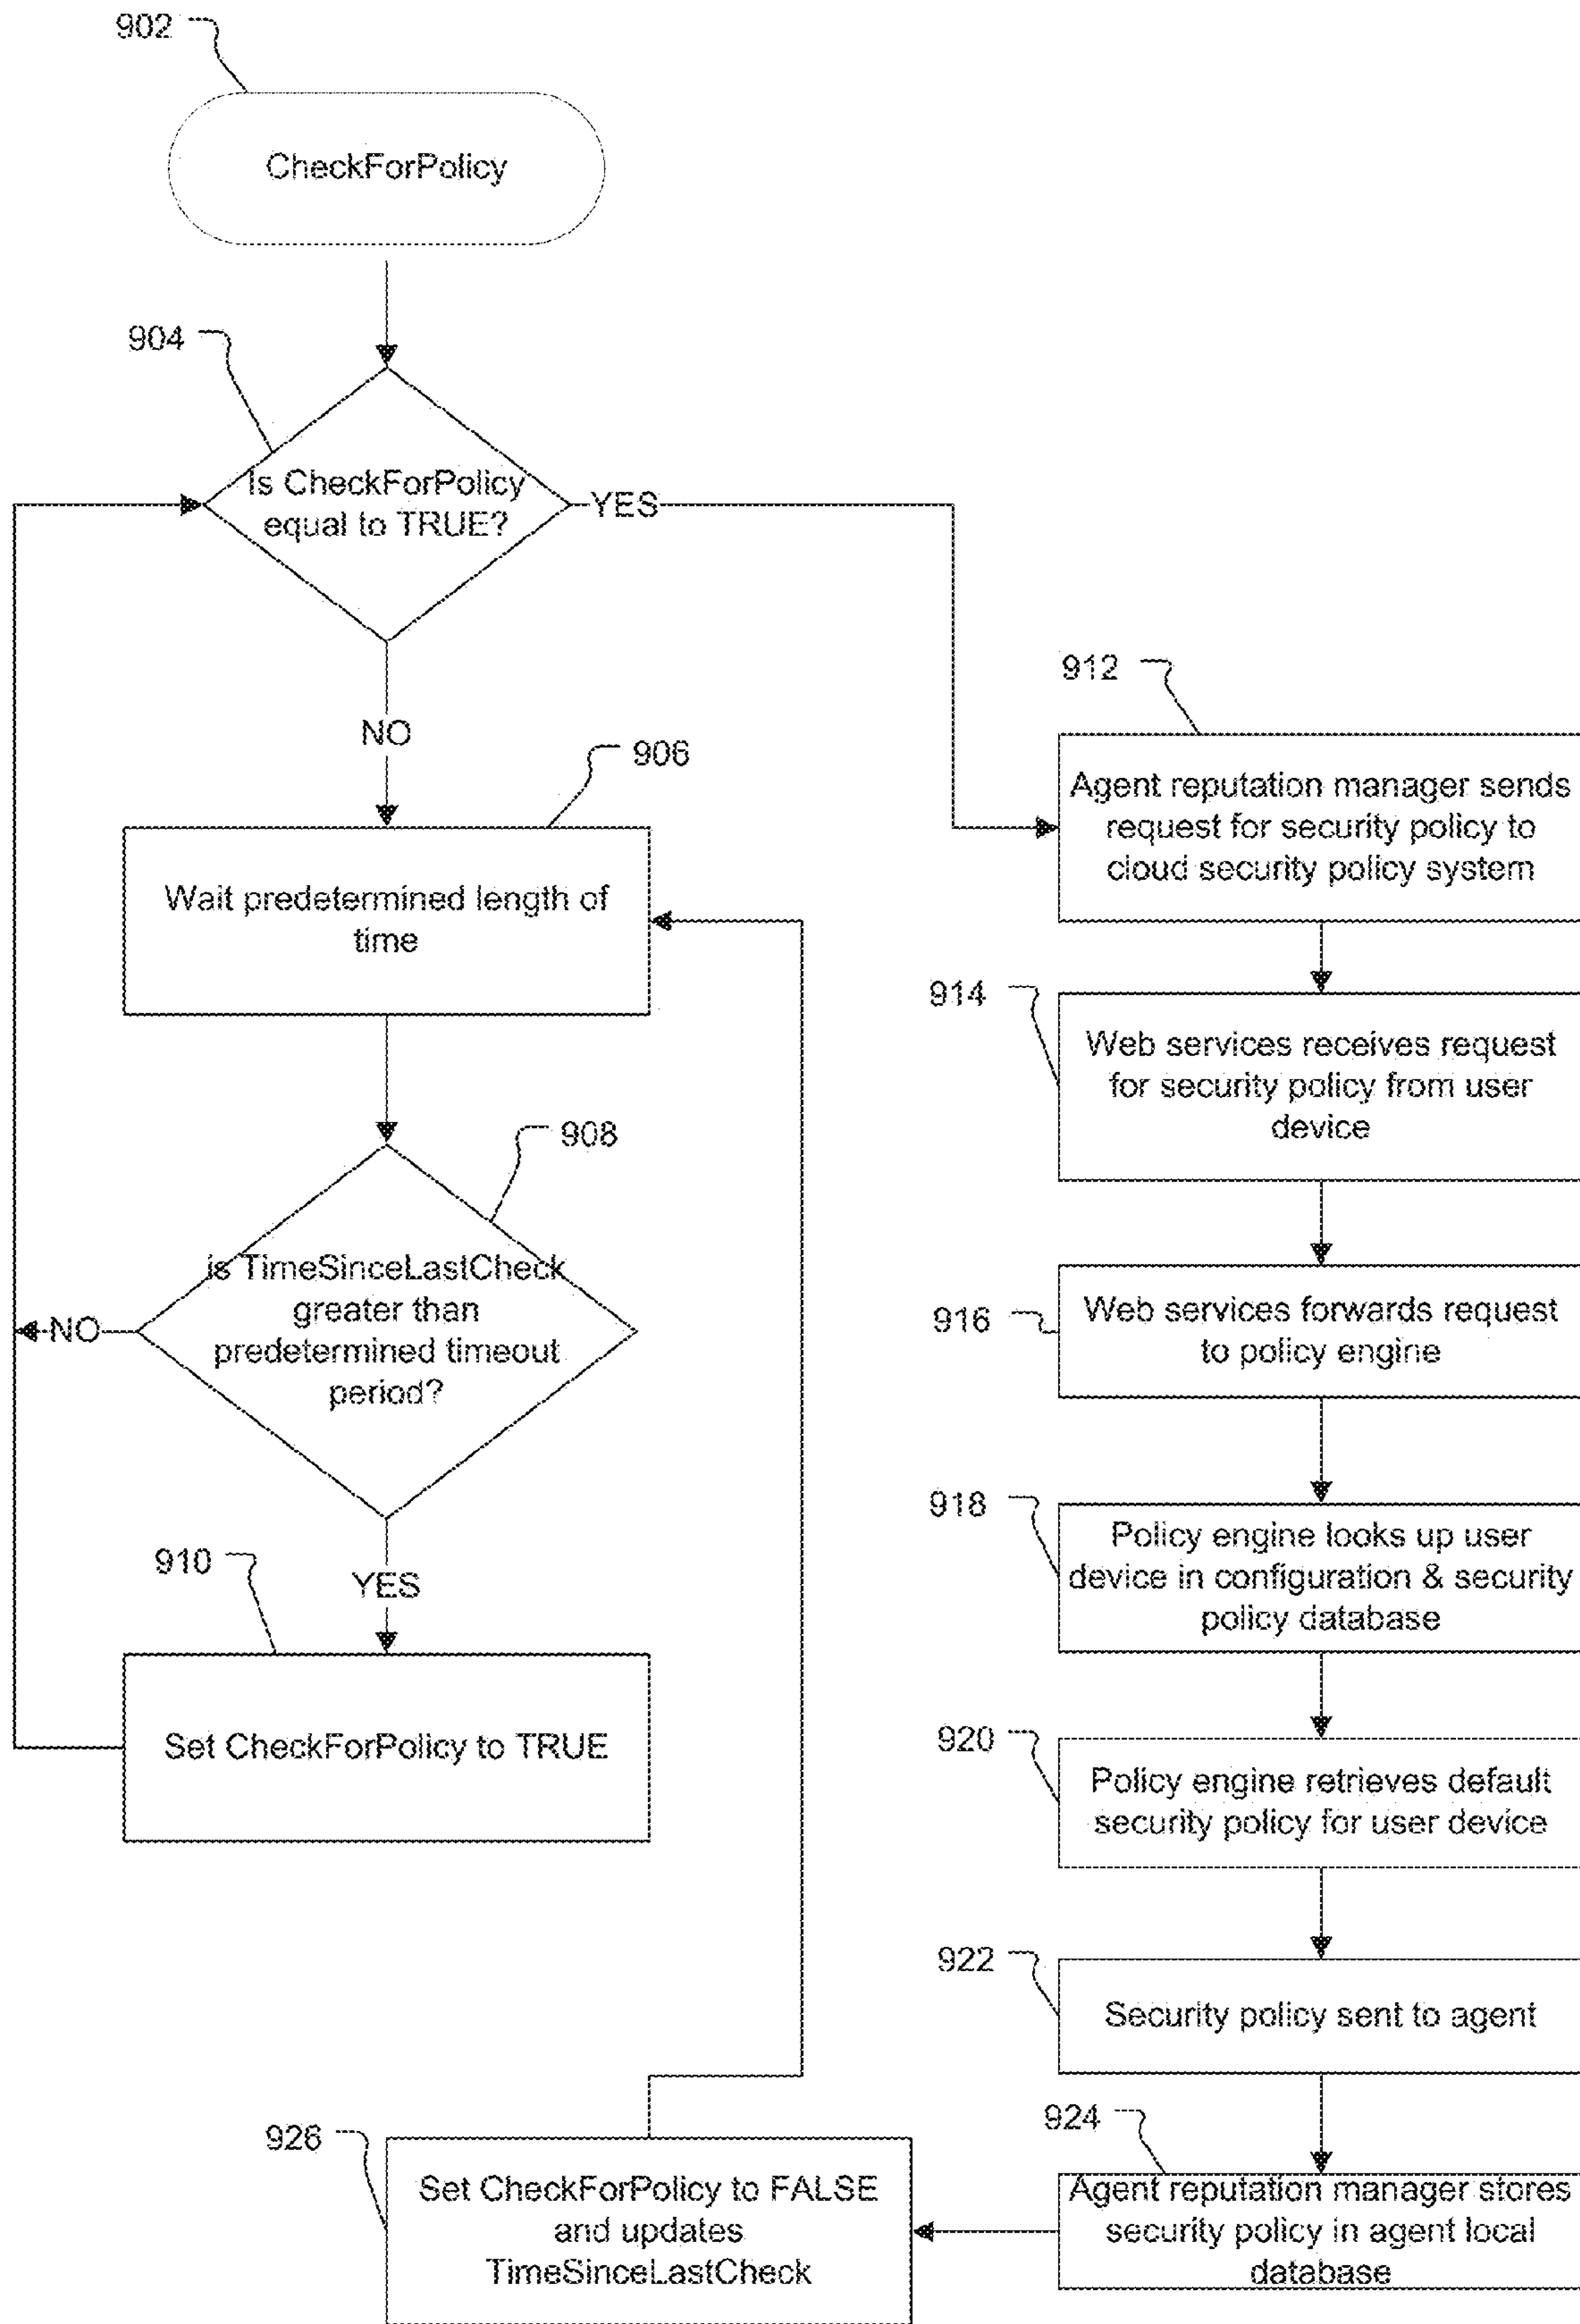 902
CheckForPolicy
904
Is CheckForPolicy
equal to TRUE?
YES
NO
906
Wait predetermined length of
time
908
is TimeSinceLastCheck
greater than
predetermined timeout
period?
NO
YES
910
Set CheckForPolicy to TRUE
912
Agent reputation manager sends
request for security policy to
cloud security policy system
914
Web services receives request
for security policy from user
device
916
Web services forwards request
to policy engine
918
Policy engine looks up user
device in configuration & security
policy database
920
Policy engine retrieves default
security policy for user device
922
Security policy sent to agent
924
Agent reputation manager stores
security policy in agent local
database
926
Set CheckForPolicy to FALSE
and updates
TimeSinceLastCheck